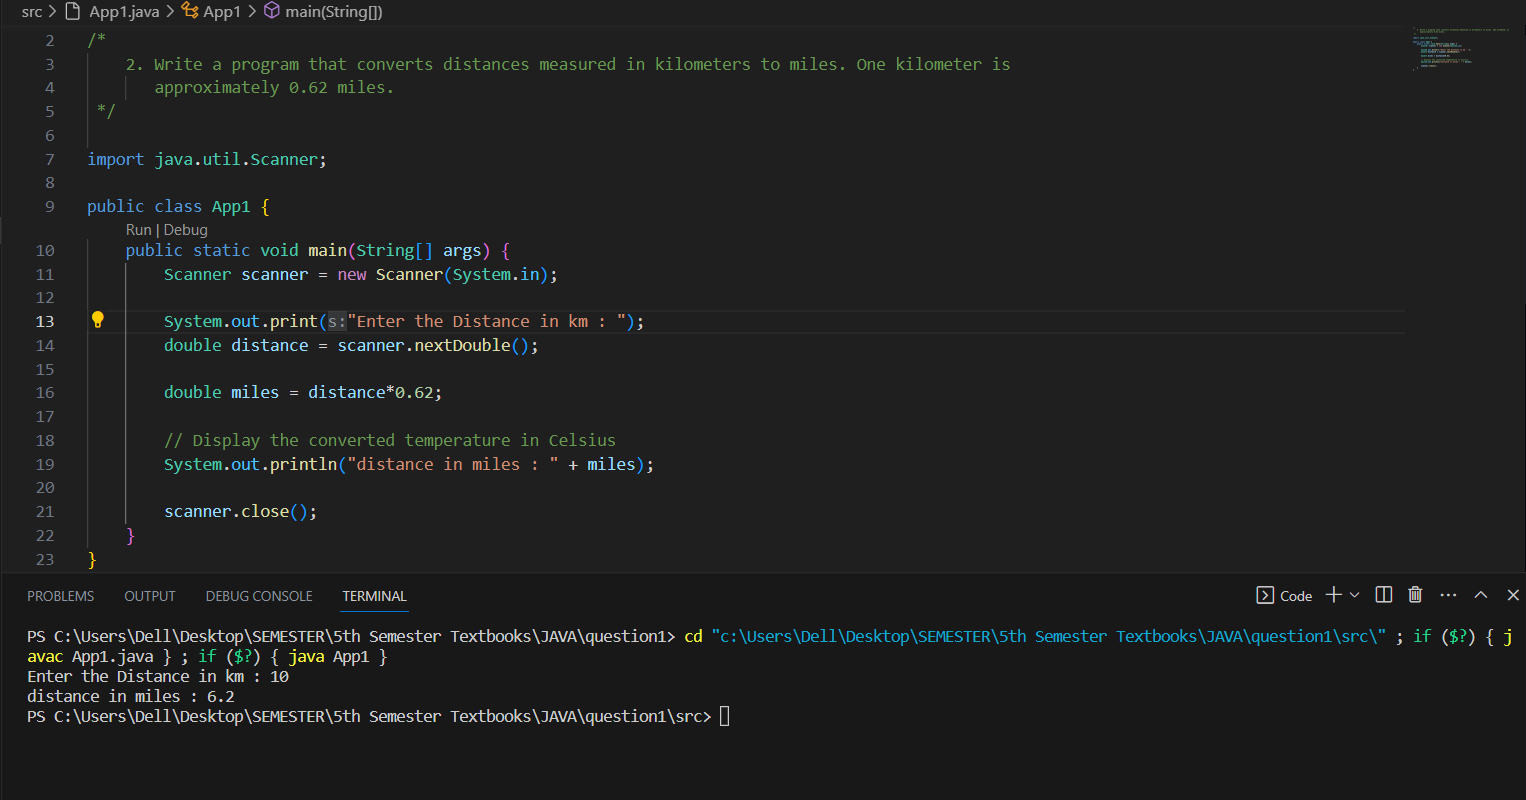 src > App1.java > App1 > main(String[])
2 /*
3 2. Write a program that converts distances measured in kilometers to miles. One kilometer is
4 approximately 0.62 miles.
5 */
6
7 import java.util.Scanner;
8
9 public class App1 {
Run | Debug
10 public static void main(String[] args) {
11 Scanner scanner = new Scanner(System.in);
12
13 System.out.print(s:"Enter the Distance in km : ");
14 double distance = scanner.nextDouble();
15
16 double miles = distance*0.62;
17
18 // Display the converted temperature in Celsius
19 System.out.println("distance in miles : " + miles);
20
21 scanner.close();
22 }
23 }
PROBLEMS OUTPUT DEBUG CONSOLE TERMINAL Code
PS C:\Users\Dell\Desktop\SEMESTER\5th Semester Textbooks\JAVA\question1> cd "c:\Users\Dell\Desktop\SEMESTER\5th Semester Textbooks\JAVA\question1\src\" ; if ($?) { j
avac App1.java } ; if ($?) { java App1 }
Enter the Distance in km : 10
distance in miles : 6.2
PS C:\Users\Dell\Desktop\SEMESTER\5th Semester Textbooks\JAVA\question1\src>